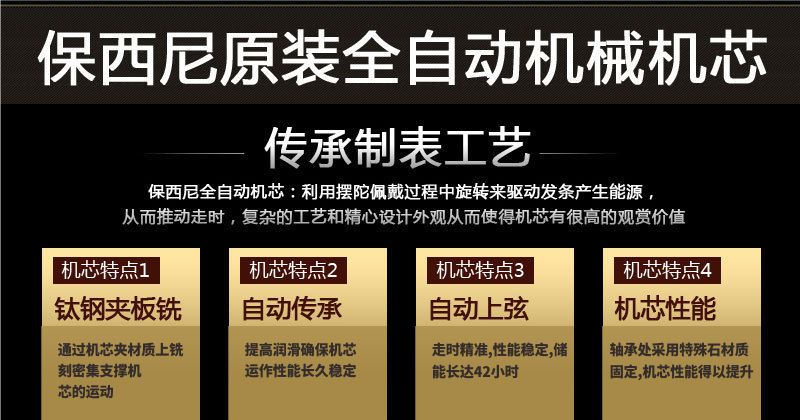 保西尼原装全自动机械机芯
传承制表工艺
保西尼全自动机芯：利用摆陀佩戴过程中旋转来驱动发条产生能源，
从而推动走时，复杂的工艺和精心设计外观从而使得机芯有很高的观赏价值
机芯特点1
钛钢夹板铣
通过机芯夹材质上铣
刻密集支撑机
芯的运动
机芯特点2
自动传承
提高润滑确保机芯
运作性能长久稳定
机芯特点3
自动上弦
走时精准,性能稳定,储
能长达42小时
机芯特点4
机芯性能
轴承处采用特殊石材质
固定,机芯性能得以提升